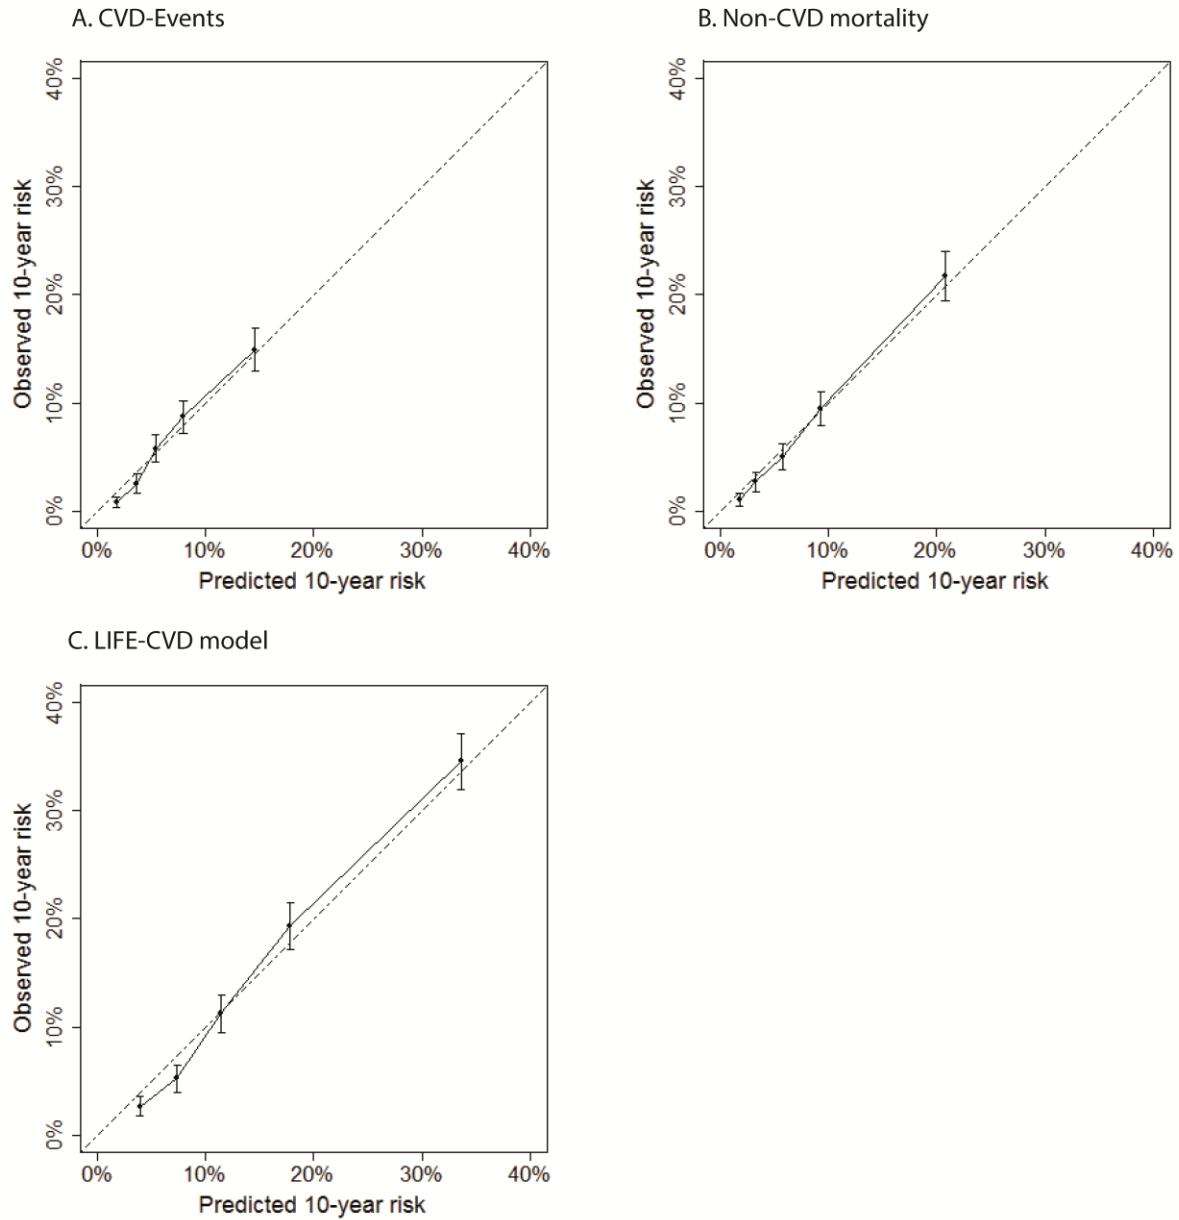 A. CVD-Events
40%
30%
20%
10%
0%
Observed 10-year risk
0% 10% 20% 30% 40%
Predicted 10-year risk
B. Non-CVD mortality
40%
30%
20%
10%
0%
Observed 10-year risk
0% 10% 20% 30% 40%
Predicted 10-year risk
C. LIFE-CVD model
40%
30%
20%
10%
0%
Observed 10-year risk
0% 10% 20% 30% 40%
Predicted 10-year risk